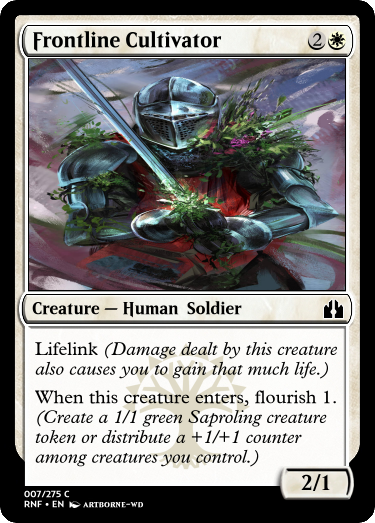 Frontline Cultivator 2
Creature — Human Soldier
Lifelink (Damage dealt by this creature
also causes you to gain that much life.)
When this creature enters, flourish 1.
(Create a 1/1 green Saproling creature
token or distribute a +1/+1 counter
among creatures you control.)
2/1
007/275 C
RNF • EN ARTBORNE-WD